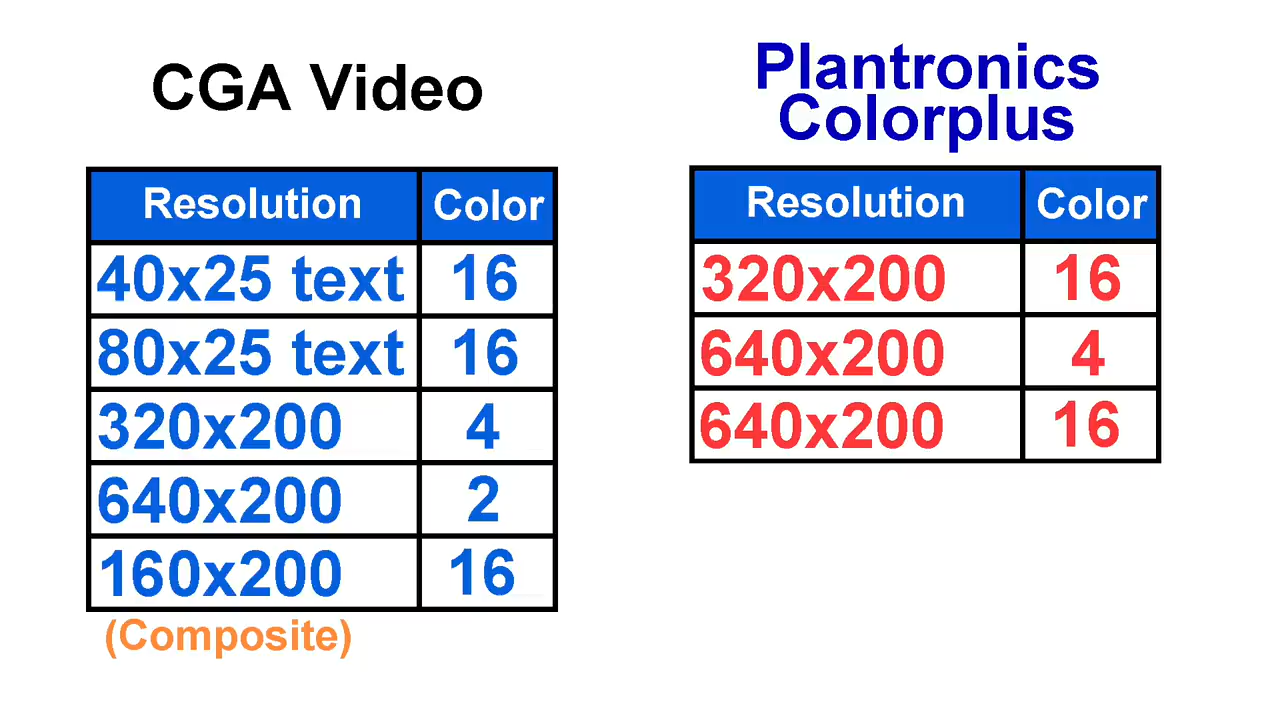 CGA Video
Resolution Color
40x25 text 16
80x25 text 16
320x200 4
640x200 2
160x200 16
(Composite)
Plantronics
Colorplus
Resolution Color
320x200 16
640x200 4
640x200 16